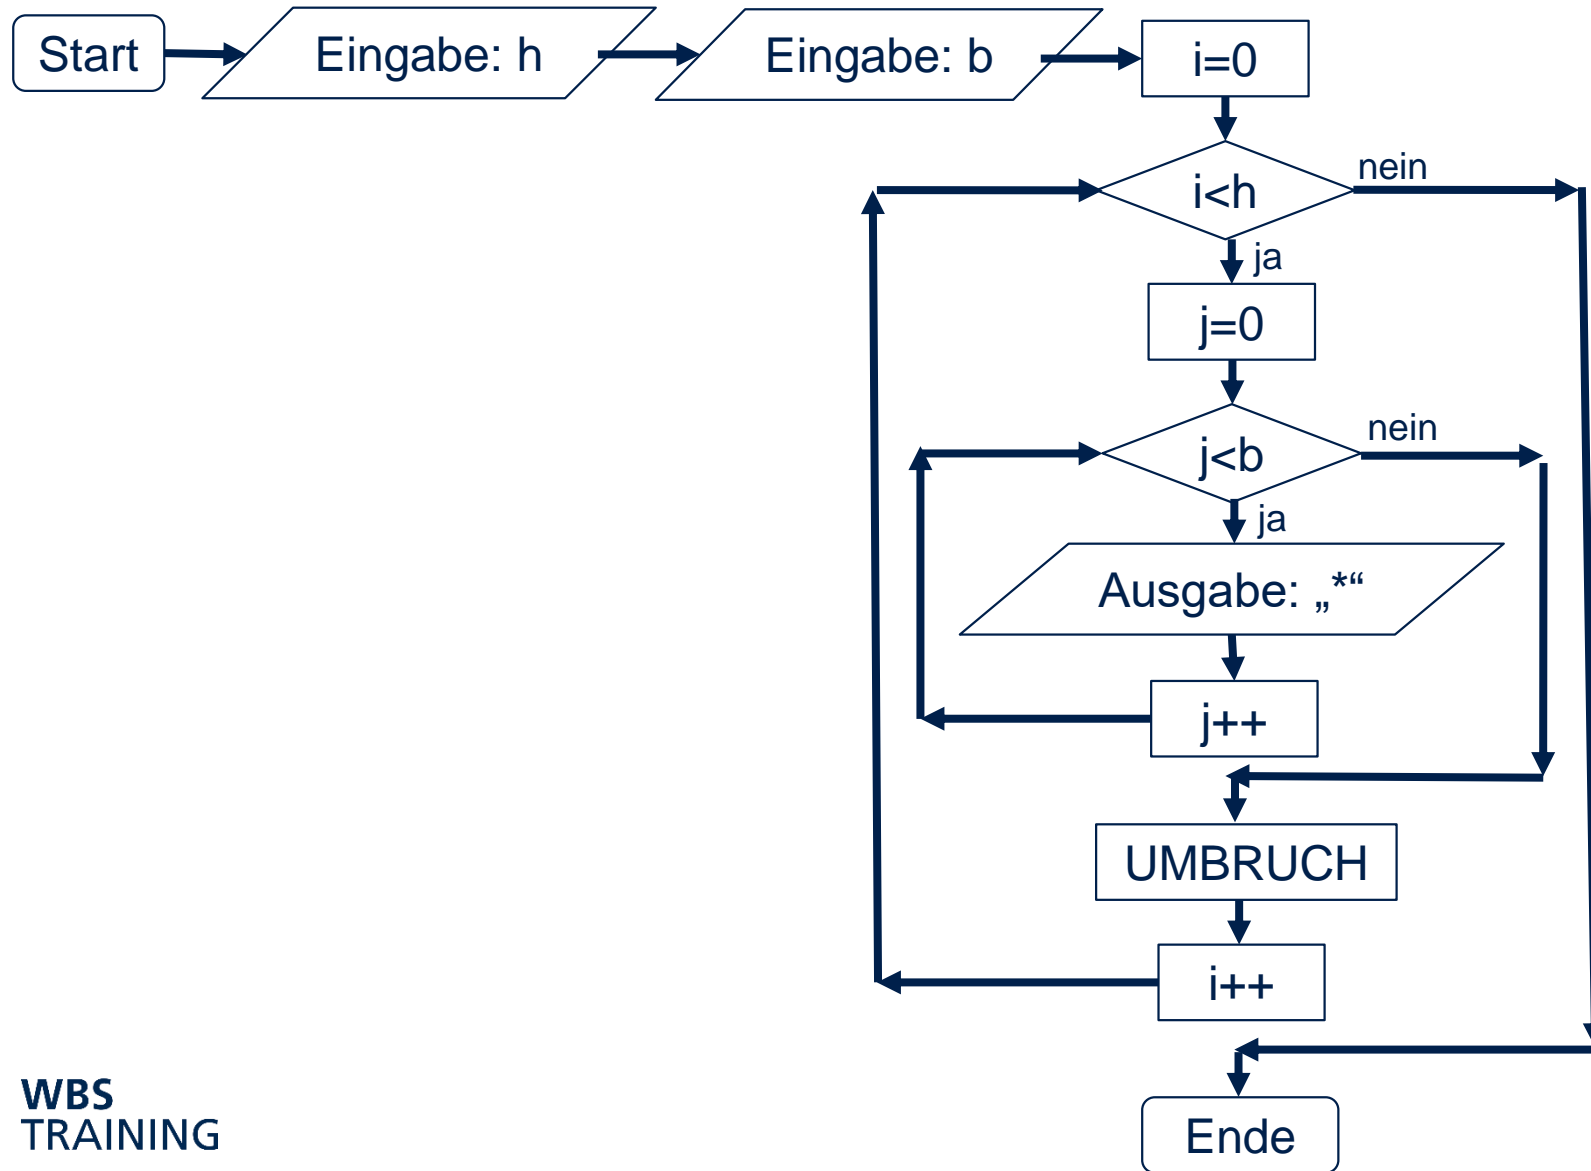 Start
Eingabe: h
Eingabe: b
i=0
i<h
nein
ja
j=0
j<b
nein
ja
Ausgabe: „*“
j++
UMBRUCH
i++
Ende
WBS
TRAINING